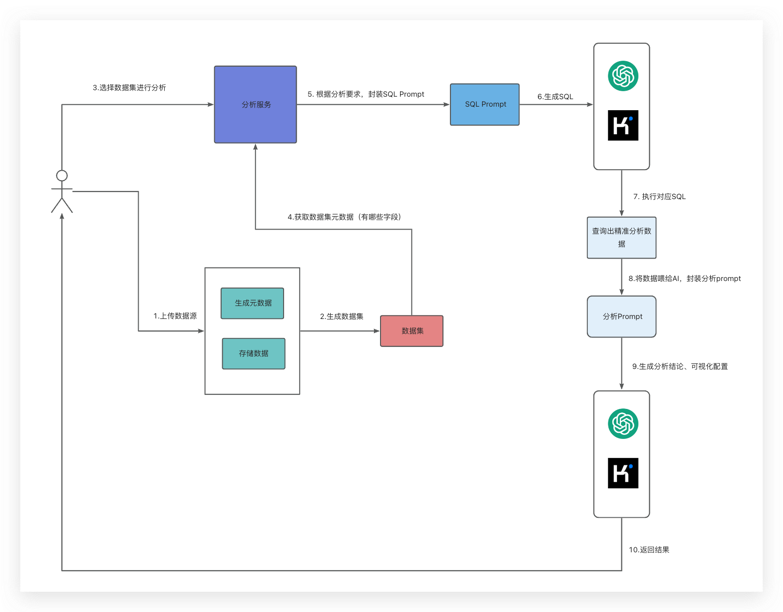 3.选择数据集进行分析
分析服务
5. 根据分析要求，封装SQL Prompt
SQL Prompt
6.生成SQL
7. 执行对应SQL
4.获取数据集元数据（有哪些字段）
查询出精准分析数
据
8.将数据喂给AI，封装分析prompt
生成元数据
1.上传数据源
2.生成数据集
分析Prompt
数据集
存储数据
9.生成分析结论、可视化配置
10.返回结果